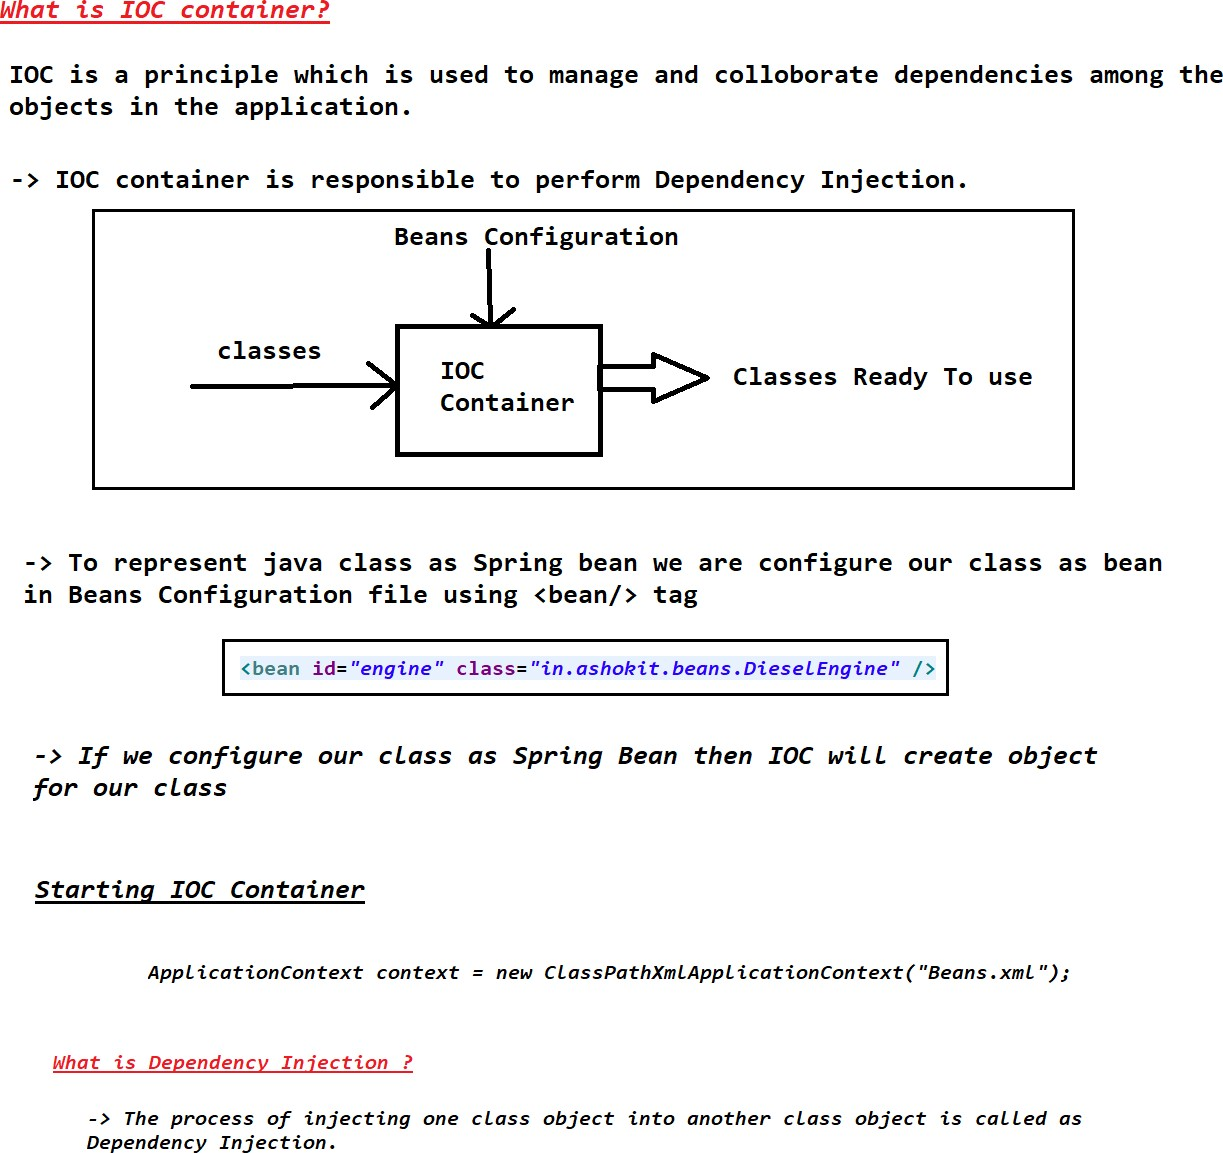 What is IOC container?
IOC is a principle which is used to manage and colloborate dependencies among the
objects in the application.
-> IOC container is responsible to perform Dependency Injection.
Beans Configuration
classes
IOC
Container
Classes Ready To use
-> To represent java class as Spring bean we are configure our class as bean
in Beans Configuration file using <bean/> tag
<bean id="engine" class="in.ashokit.beans.DieselEngine" />
-> If we configure our class as Spring Bean then IOC will create object
for our class
Starting IOC Container
ApplicationContext context = new ClassPathXmlApplicationContext("Beans.xml");
What is Dependency Injection ?
-> The process of injecting one class object into another class object is called as
Dependency Injection.